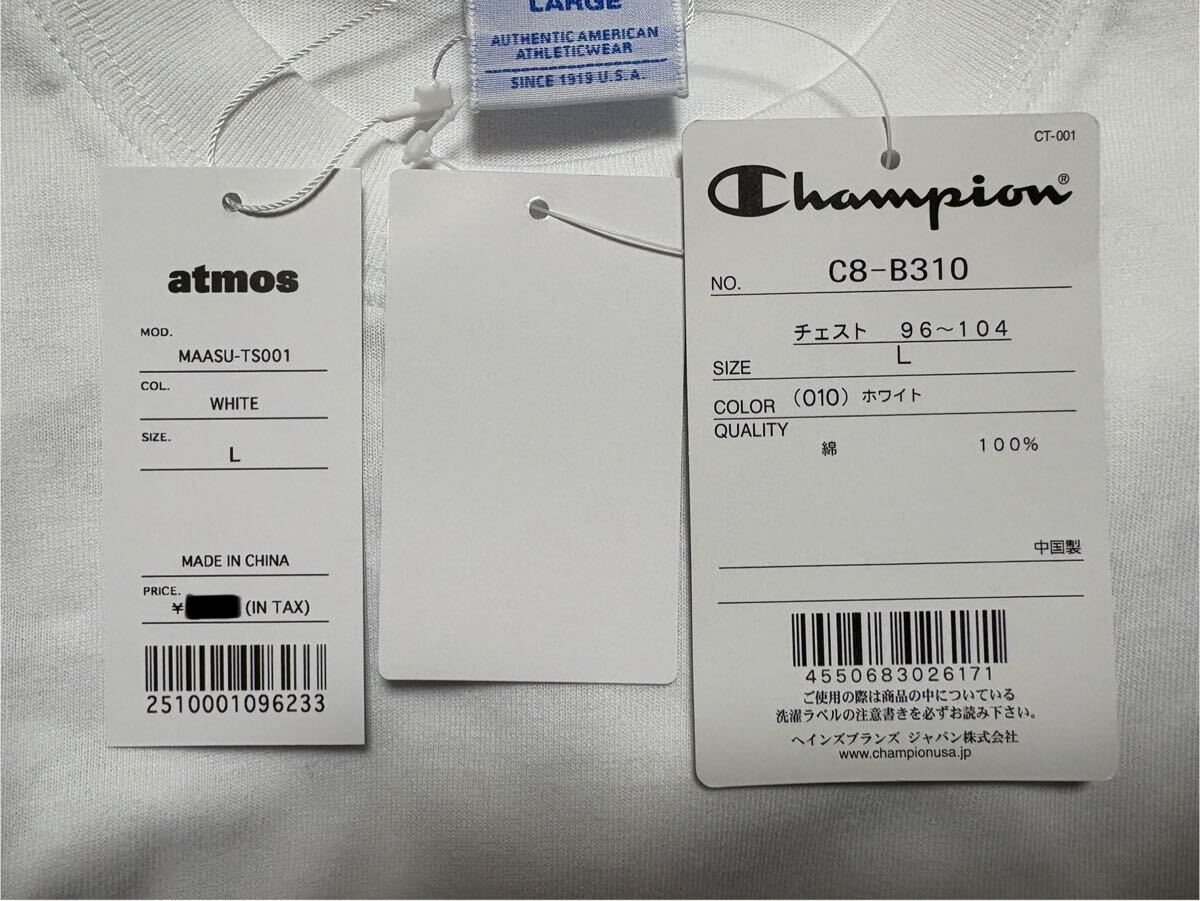 LARGE
AUTHENTIC AMERICAN
ATHLETICWEAR
SINCE 1919 U.S.A.
atmos
MOD.
MAASU-TS001
COL.
WHITE
SIZE.
L
MADE IN CHINA
PRICE.
¥ (IN TAX)
2510001096233
CT-001
Champion®
NO. C8-B310
チェスト 96～104
SIZE L
COLOR (010) ホワイト
QUALITY
綿 100%
中国製
4550683026171
ご使用の際は商品の中についている
洗濯ラベルの注意書きを必ずお読み下さい。
ヘインズブランズ ジャパン株式会社
www.championusa.jp